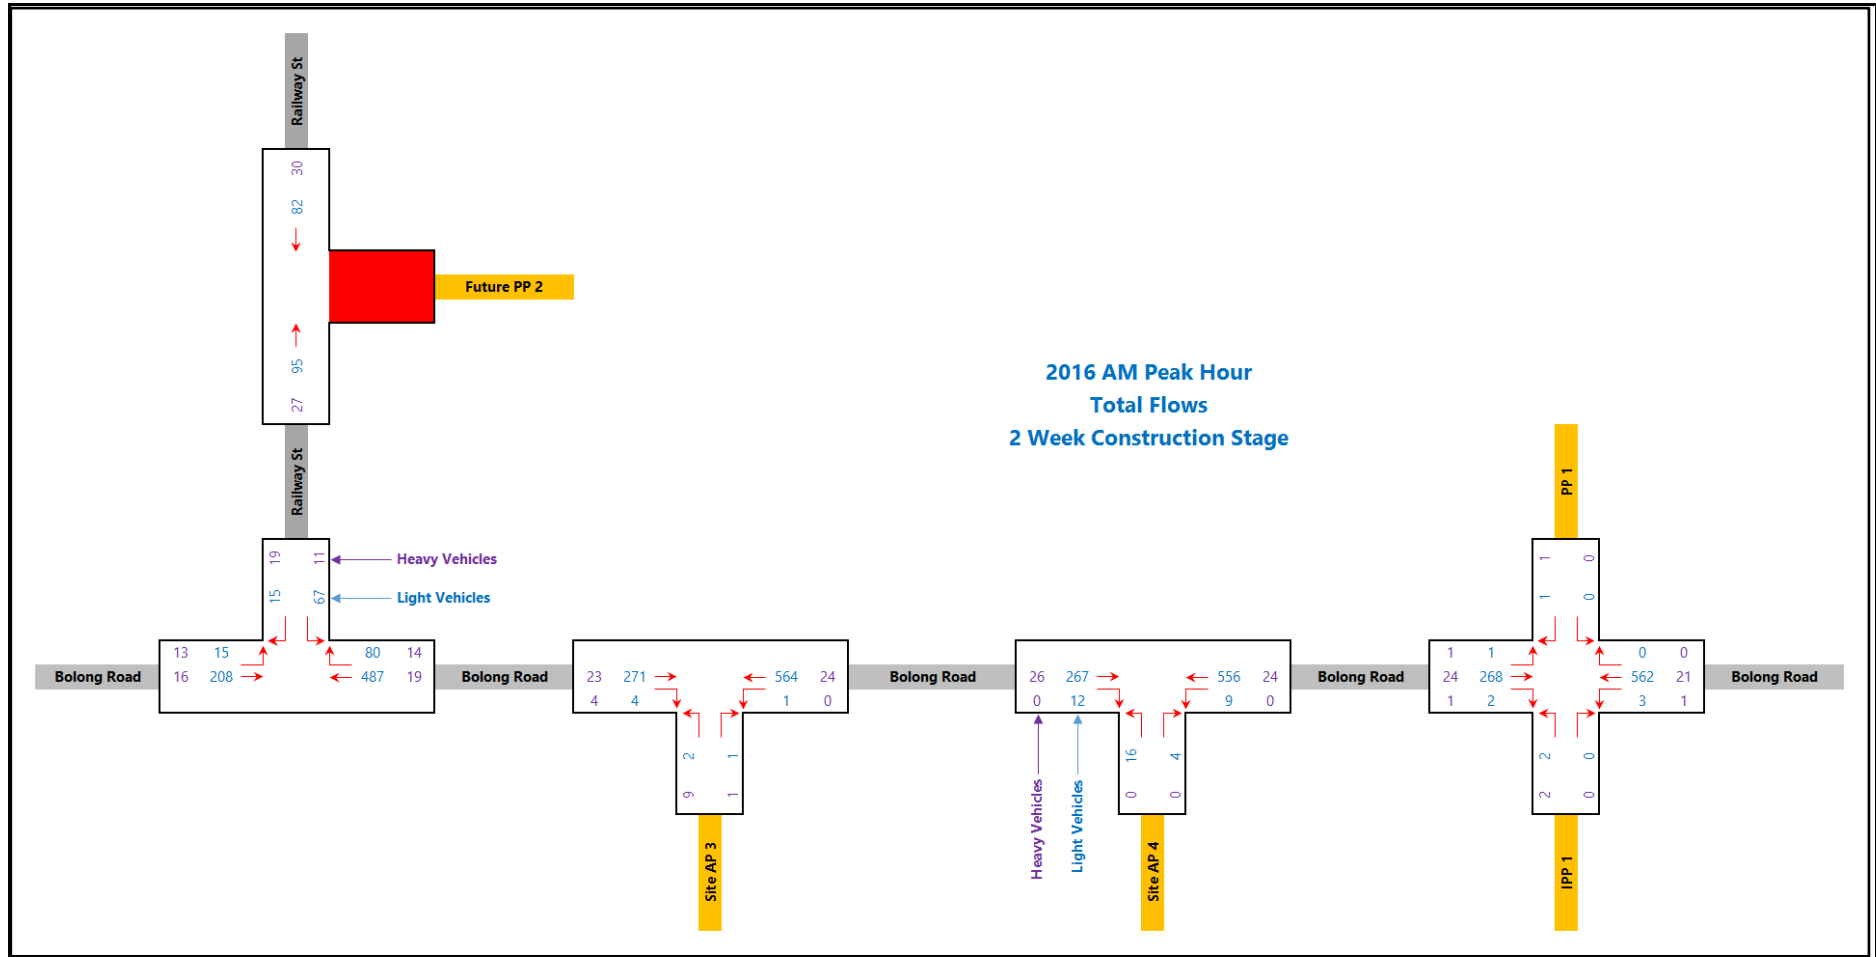 Railway St
30
82
Future PP 2
95
27
2016 AM Peak Hour
Total Flows
2 Week Construction Stage
Railway St
PP 1
19 11 Heavy Vehicles
15 67 Light Vehicles
1 0
1 0
13 15 80 14
16 208 487 19
Bolong Road
Bolong Road
23 271 564 24
4 4 1 0
2 1
9 1
Site AP 3
Bolong Road
26 267 556 24
0 12 9 0
16 4
0 0
Heavy Vehicles
Light Vehicles
Site AP 4
Bolong Road
1 1 0 0
24 268 562 21
1 2 3 1
2 0
2 0
IPP 1
Bolong Road